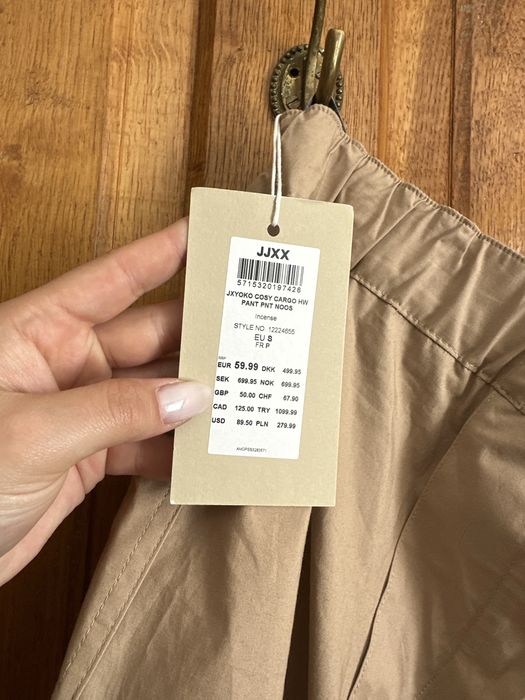 JJXX
5715320197426
JXYOKO COSY CARGO HW
PANT PNT NOOS
Incense
STYLE NO. 12224655
EU S
FR P
RRP
EUR 59.99 DKK 499.95
SEK 699.95 NOK 699.95
GBP 50.00 CHF 67.90
CAD 125.00 TRY 1099.99
USD 89.50 PLN 279.99